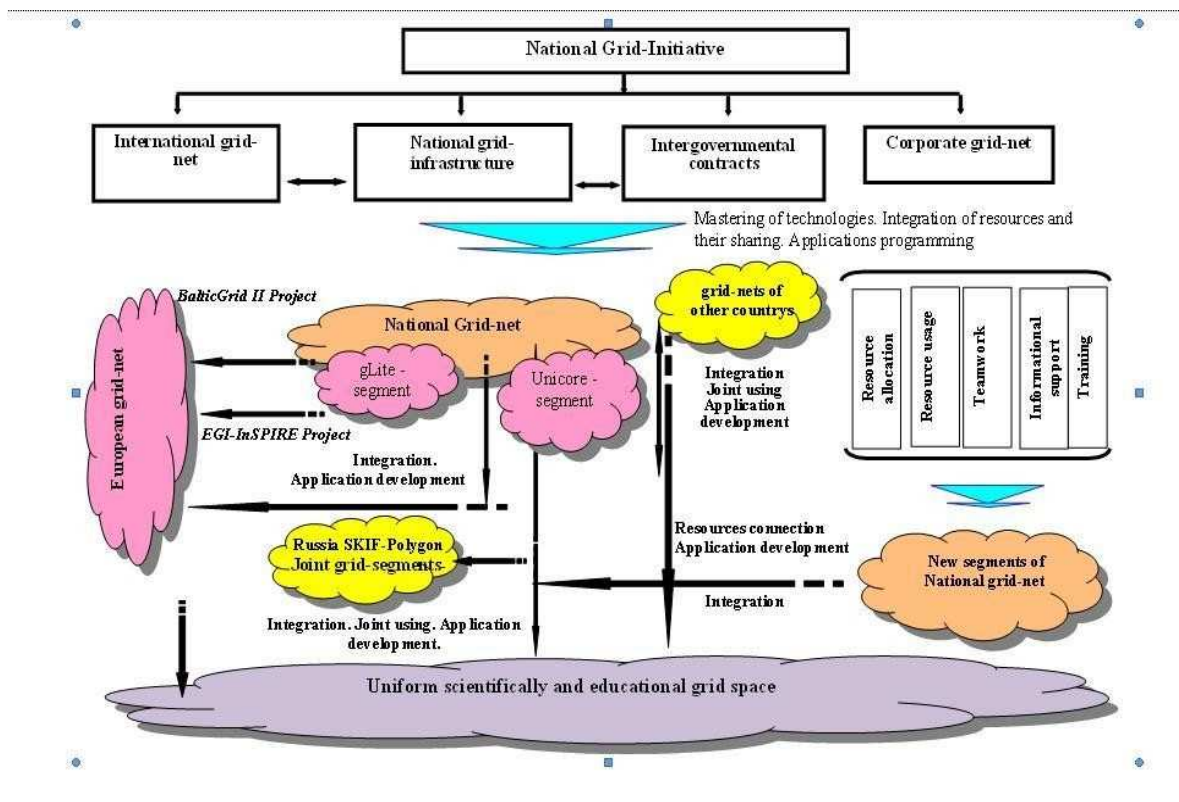 National Grid-Initiative
International grid-
net
National grid-
infrastructure
Intergovernmental
contracts
Corporate grid-net
Mastering of technologies. Integration of resources and
their sharing. Applications programming
BalticGrid II Project
National Grid-net
grid-nets of
other countrys
gLite -
segment
Unicore -
segment
European grid-net
EGI-InSPIRE Project
Integration
Joint using
Application
development
Resource
allocation
Resource usage
Teamwork
Informational
support
Training
Integration.
Application development
Russia SKIF-Polygon
Joint grid-segments-
Resources connection
Application development
New segments of
National grid-net
Integration
Integration. Joint using. Application
development.
Uniform scientifically and educational grid space